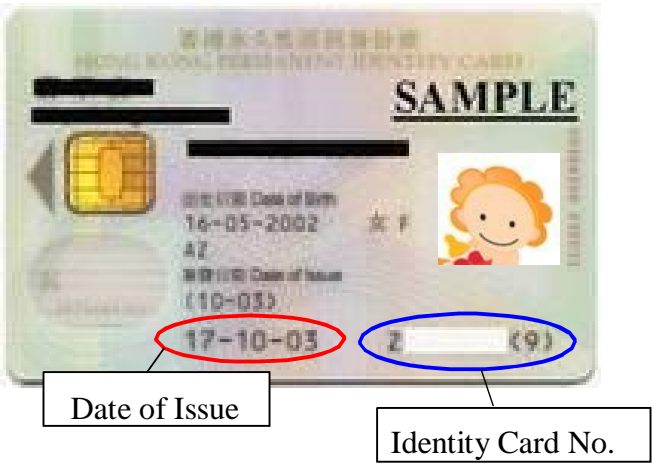 香港永久性居民身份證
HONG KONG PERMANENT IDENTITY CARD
SAMPLE
出生日期 Date of Birth
16-05-2002 女 F
AZ
簽發日期 Date of Issue
(10-03)
17-10-03 Z (9)
Date of Issue
Identity Card No.